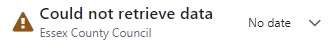 Could not retrieve data
Essex County Council
No date